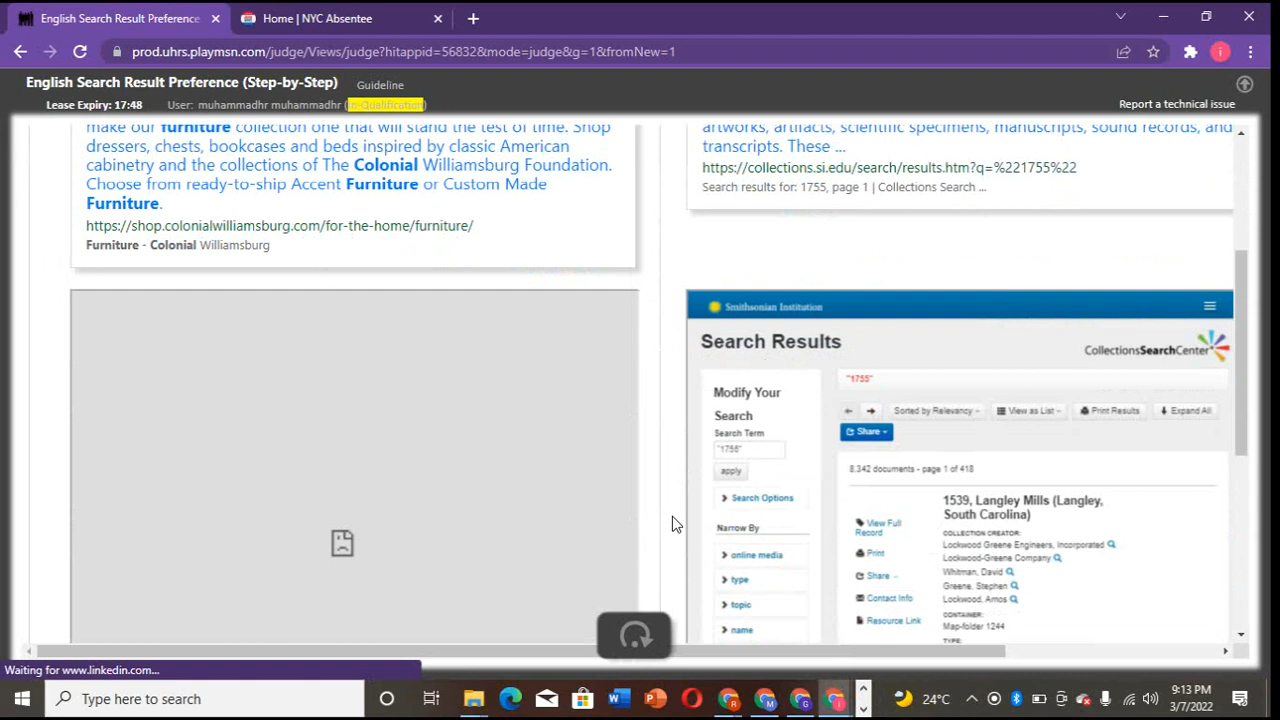 English Search Result Preference
Home | NYC Absentee
prod.uhrs.playmsn.com/judge/Views/judge?hitappid=56832&mode=judge&g=1&fromNew=1
English Search Result Preference (Step-by-Step)
Guideline
Lease Expiry: 17:48
User: muhammadhr muhammadhr (In-Qualification)
Report a technical issue
make our furniture collection one that will stand the test of time. Shop
dressers, chests, bookcases and beds inspired by classic American
cabinetry and the collections of The Colonial Williamsburg Foundation.
Choose from ready-to-ship Accent Furniture or Custom Made
Furniture.
https://shop.colonialwilliamsburg.com/for-the-home/furniture/
Furniture - Colonial Williamsburg
artworks, artifacts, scientific specimens, manuscripts, sound records, and
transcripts. These ...
https://collections.si.edu/search/results.htm?q=%221755%22
Search results for: 1755, page 1 | Collections Search ...
Smithsonian Institution
Search Results
CollectionsSearchCenter
Modify Your
Search
Search Term
"1755"
apply
Search Options
Narrow By
online media
type
topic
name
"1755"
Sorted by Relevancy
View as List
Print Results
Expand All
Share
8,342 documents - page 1 of 418
View Full
Record
Print
Share
Contact Info
Resource Link
1539, Langley Mills (Langley,
South Carolina)
COLLECTION CREATOR:
Lockwood Greene Engineers, Incorporated
Lockwood-Greene Company
Whitman, David
Greene, Stephen
Lockwood, Amos
CONTAINER:
Map-folder 1244
TYPE:
Waiting for www.linkedin.com...
Type here to search
24°C
9:13 PM
3/7/2022